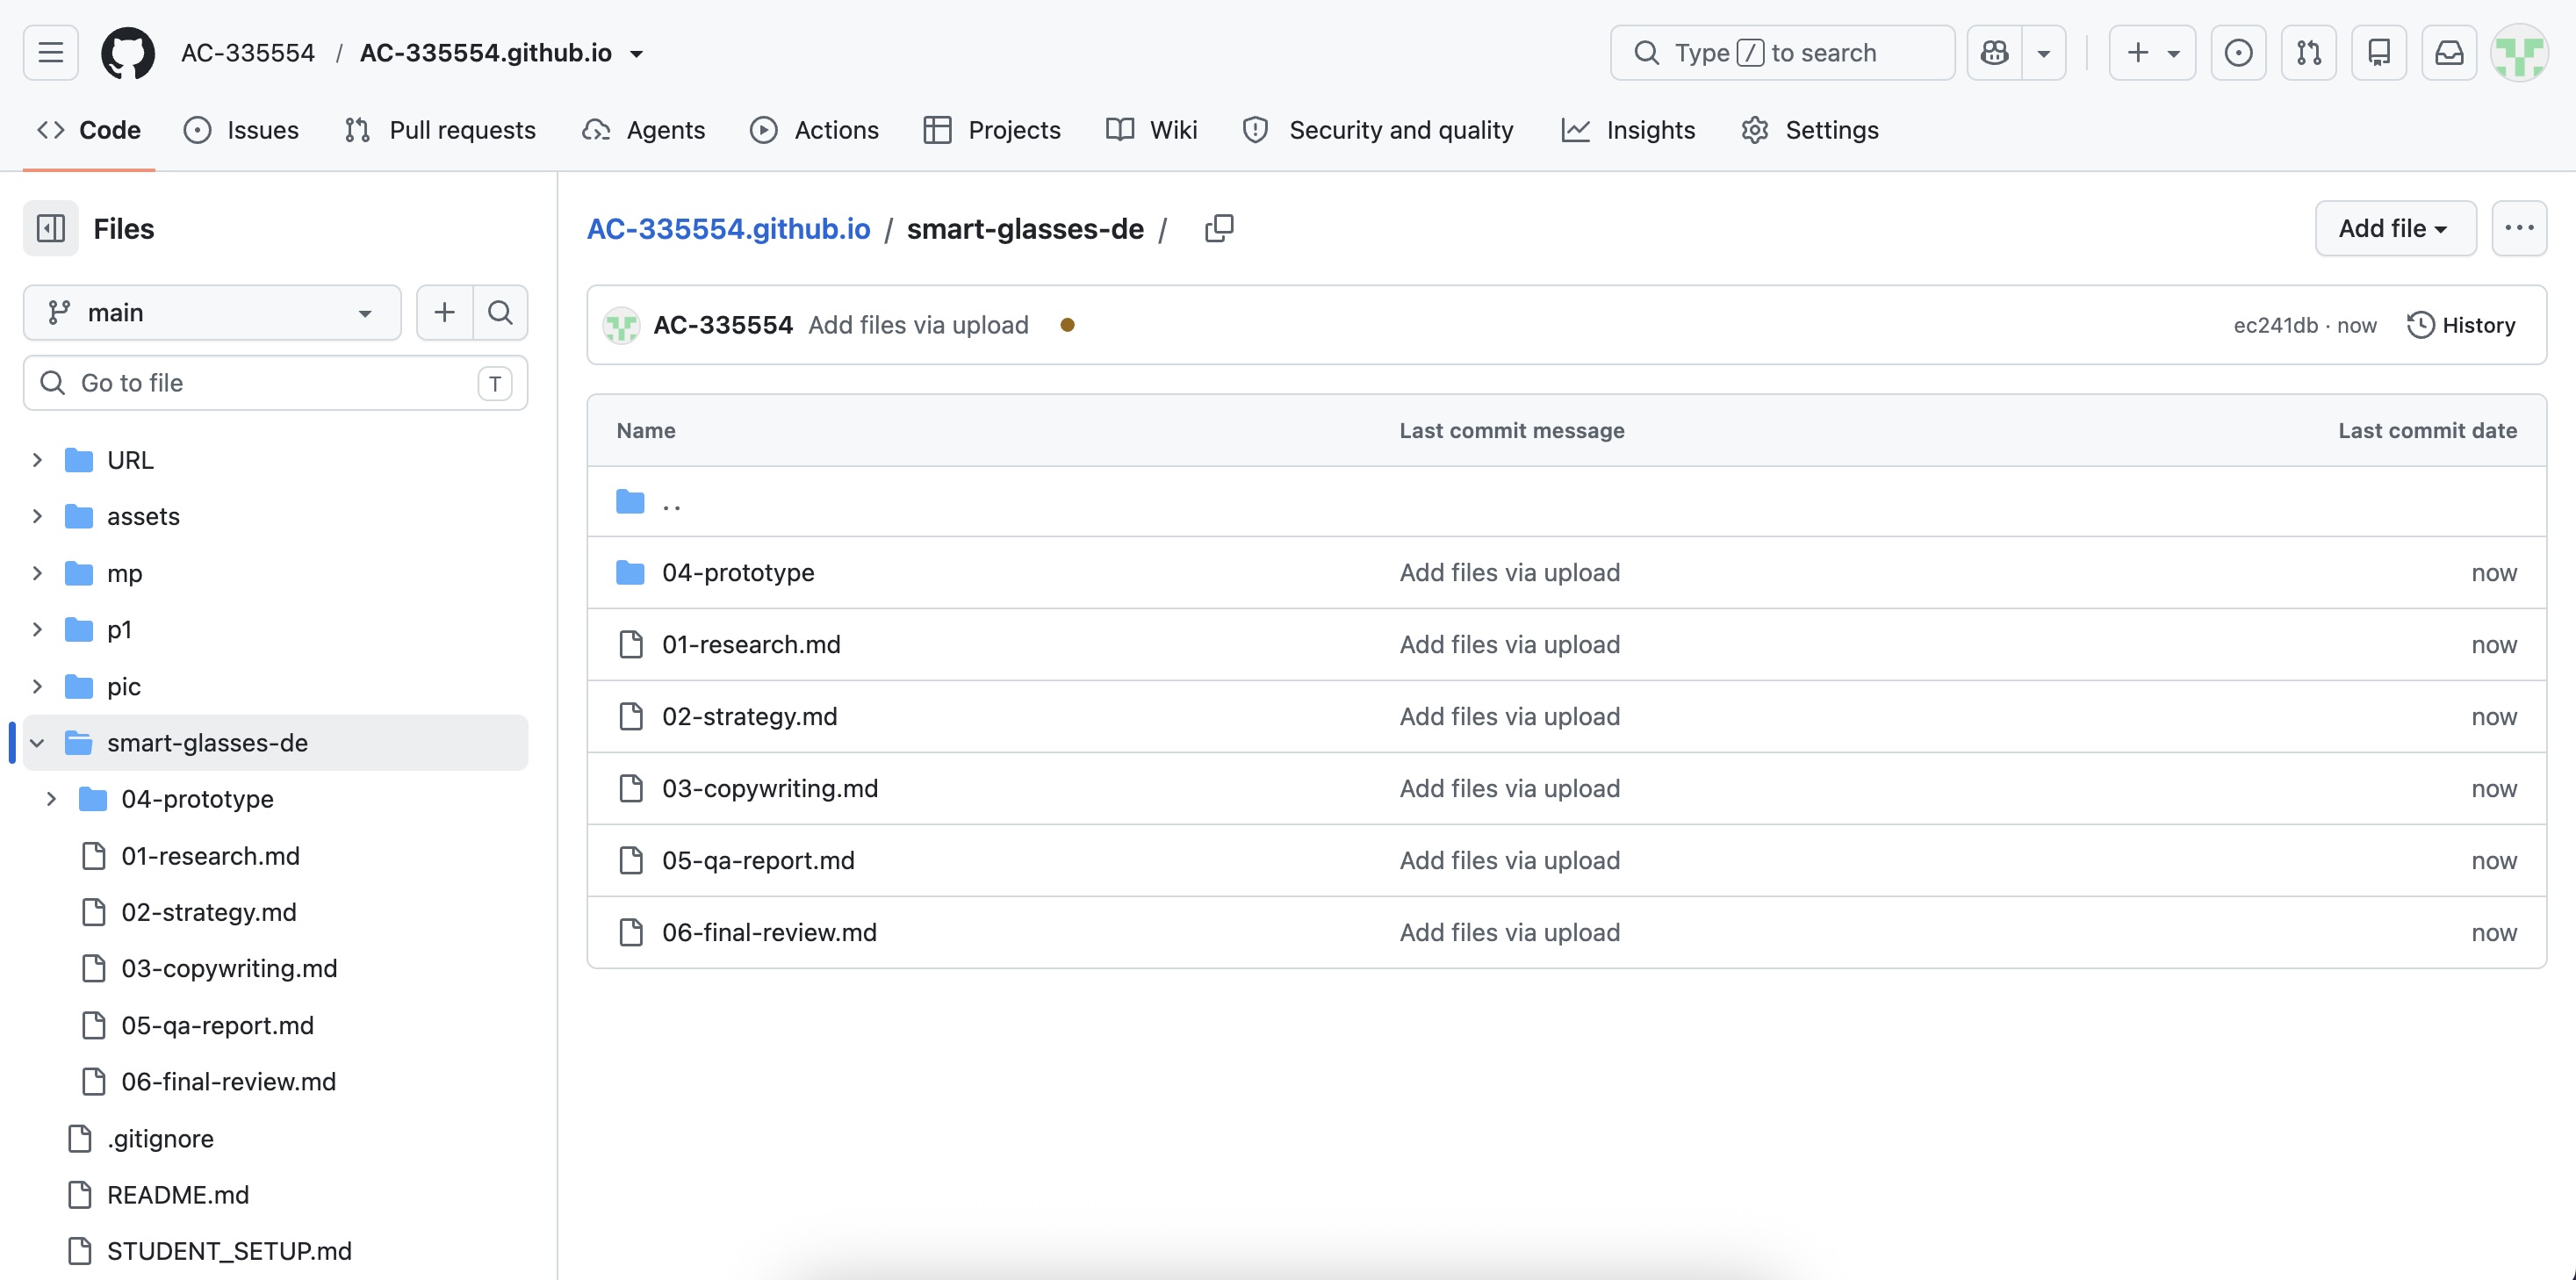 AC-335554 / AC-335554.github.io
Type / to search
Code
Issues
Pull requests
Agents
Actions
Projects
Wiki
Security and quality
Insights
Settings
Files
main
Go to file
T
URL
assets
mp
p1
pic
smart-glasses-de
04-prototype
01-research.md
02-strategy.md
03-copywriting.md
05-qa-report.md
06-final-review.md
.gitignore
README.md
STUDENT_SETUP.md
AC-335554.github.io / smart-glasses-de /
Add file
AC-335554 Add files via upload
ec241db · now
History
Name Last commit message Last commit date
..
04-prototype Add files via upload now
01-research.md Add files via upload now
02-strategy.md Add files via upload now
03-copywriting.md Add files via upload now
05-qa-report.md Add files via upload now
06-final-review.md Add files via upload now